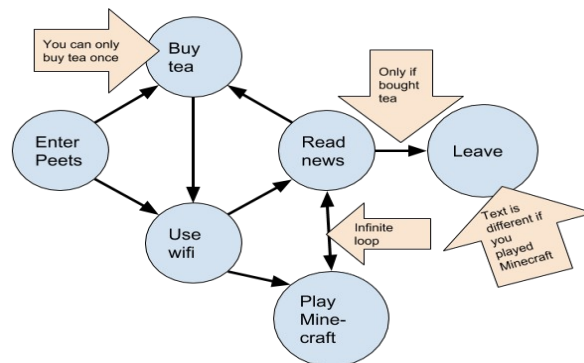 You can only
buy tea once
Buy
tea
Only if
bought
tea
Enter
Peets
Read
news
Leave
Use
wifi
Infinite
loop
Text is
different if
you
played
Minecraft
Play
Mine-
craft